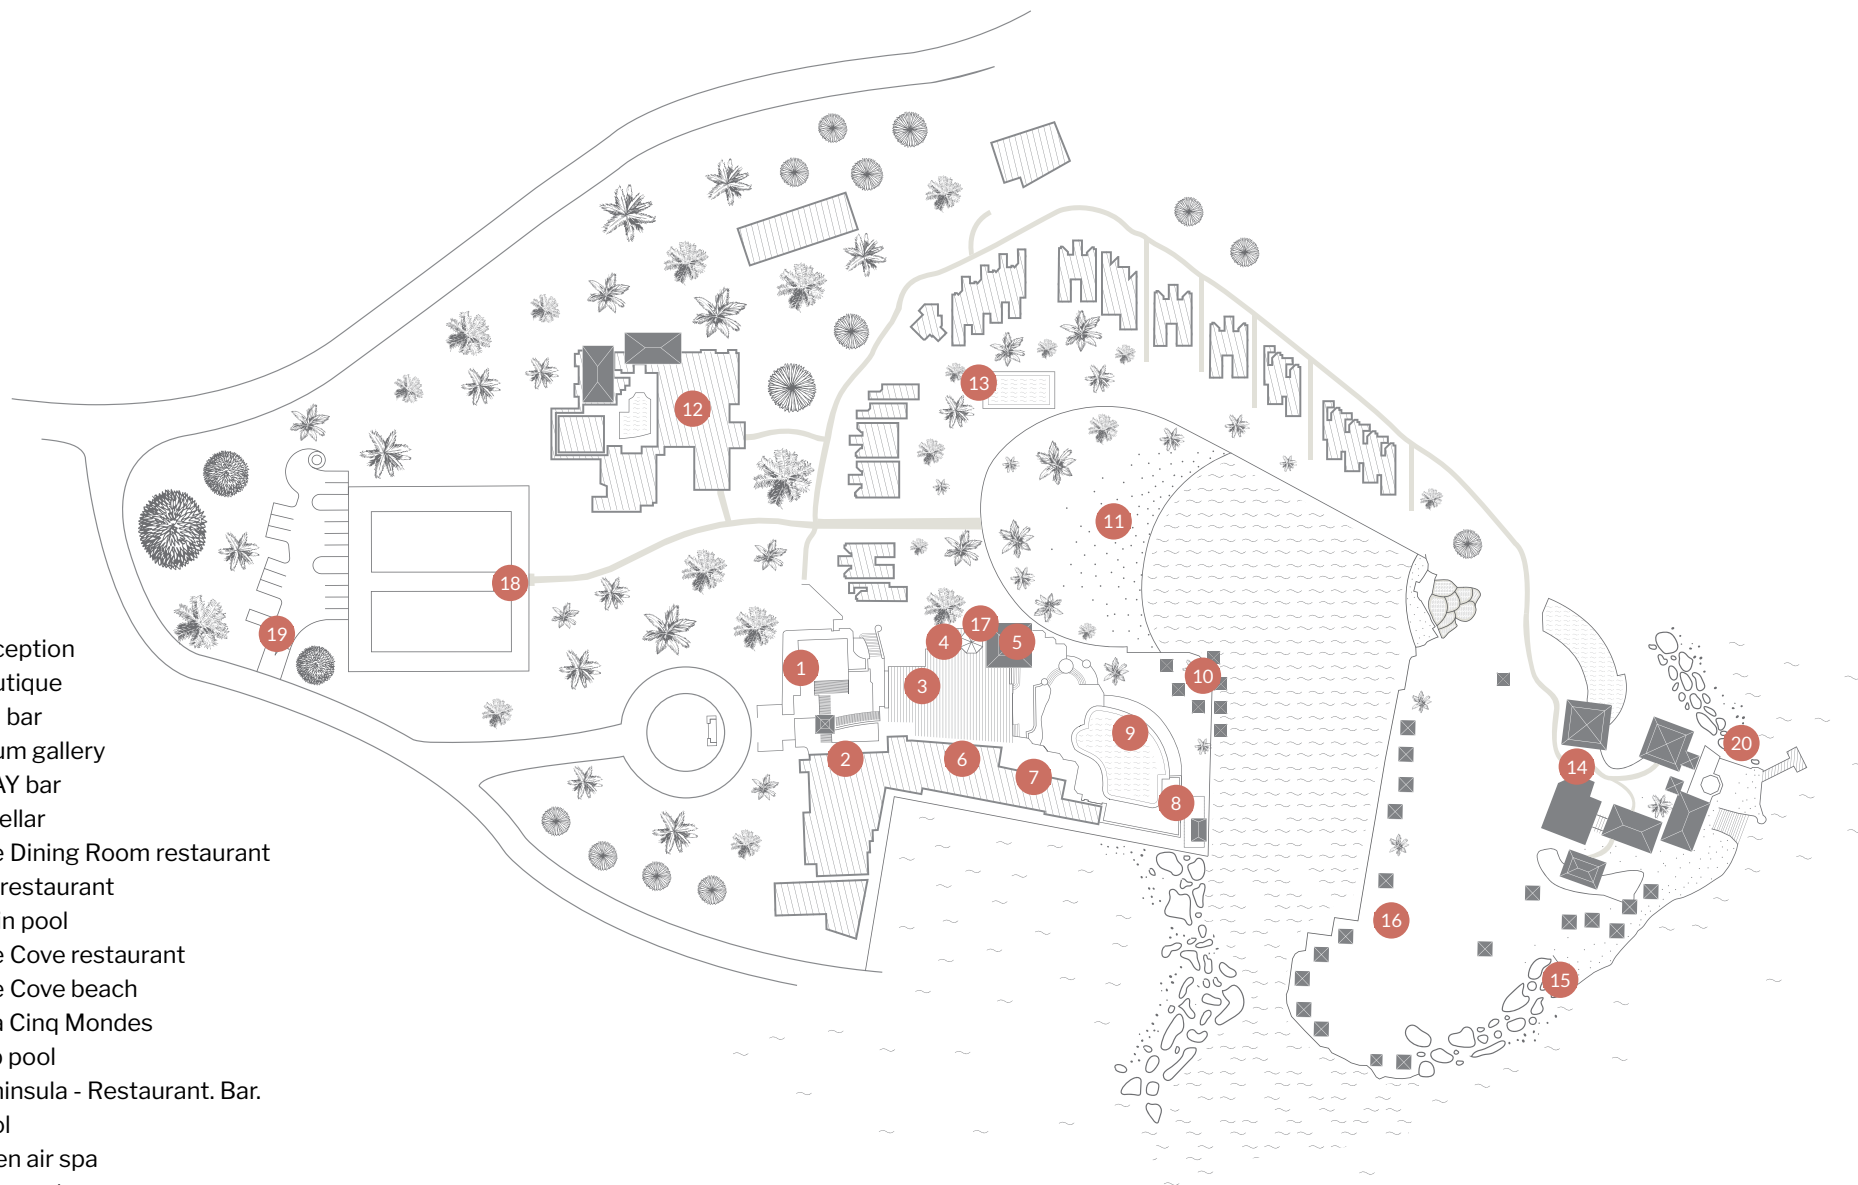 13
12
11
18
19
17
4
5
1
10
3
9
20
2
6
14
7
8
16
15
ception
utique
bar
um gallery
AY bar
ellar
e Dining Room restaurant
restaurant
in pool
e Cove restaurant
e Cove beach
a Cinq Mondes
pool
insula - Restaurant. Bar.
ol
en air spa